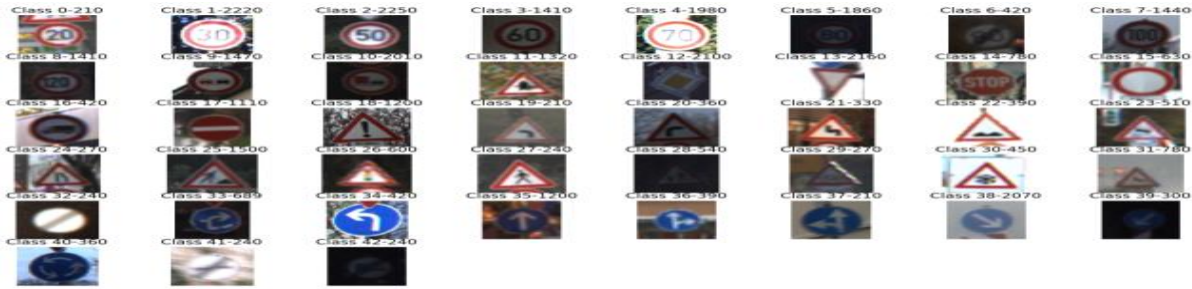 Class 0-210 Class 1-2220 Class 2-2250 Class 3-1410 Class 4-1980 Class 5-1860 Class 6-420 Class 7-1440
20 30 50 60 70 80 100
Class 8-1410 Class 9-1470 Class 10-2010 Class 11-1320 Class 12-2100 Class 13-2160 Class 14-780 Class 15-630
120 STOP
Class 16-420 Class 17-1110 Class 18-1200 Class 19-210 Class 20-360 Class 21-330 Class 22-390 Class 23-510
Class 24-270 Class 25-1500 Class 26-600 Class 27-240 Class 28-540 Class 29-270 Class 30-450 Class 31-780
Class 32-240 Class 33-689 Class 34-420 Class 35-1200 Class 36-390 Class 37-210 Class 38-2070 Class 39-300
Class 40-360 Class 41-240 Class 42-240